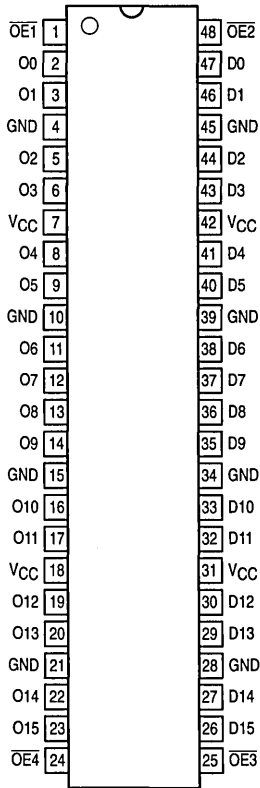 OE1 1 48 OE2
O0 2 47 D0
O1 3 46 D1
GND 4 45 GND
O2 5 44 D2
O3 6 43 D3
VCC 7 42 VCC
O4 8 41 D4
O5 9 40 D5
GND 10 39 GND
O6 11 38 D6
O7 12 37 D7
O8 13 36 D8
O9 14 35 D9
GND 15 34 GND
O10 16 33 D10
O11 17 32 D11
VCC 18 31 VCC
O12 19 30 D12
O13 20 29 D13
GND 21 28 GND
O14 22 27 D14
O15 23 26 D15
OE4 24 25 OE3